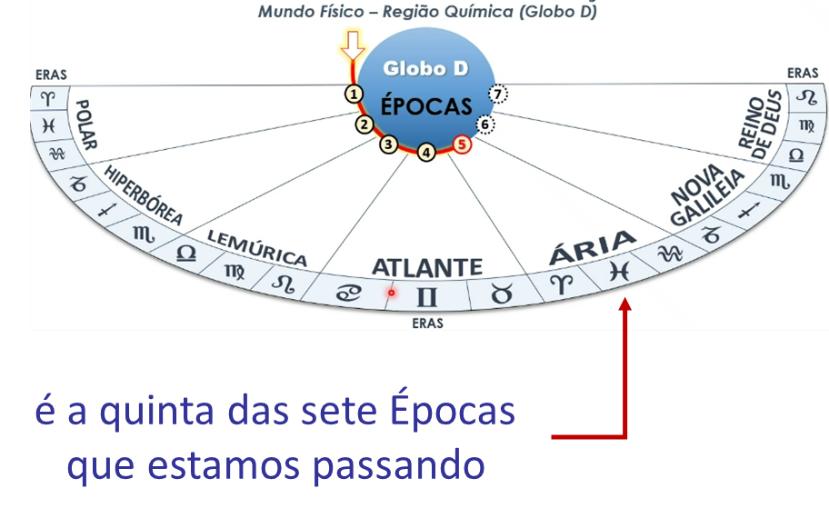 Mundo Físico – Região Química (Globo D)
ERAS
ERAS
Globo D
ÉPOCAS
1
2
3
4
5
6
7
POLAR
HIPERBÓREA
LEMÚRICA
ATLANTE
ÁRIA
NOVA
GALILEIA
REINO
DE DEUS
♈
♓
♒
♑
♐
♏
♎
♍
♌
♋
♊
♉
♈
♓
♒
♑
♐
♏
♎
♍
♌
ERAS
é a quinta das sete Épocas
que estamos passando